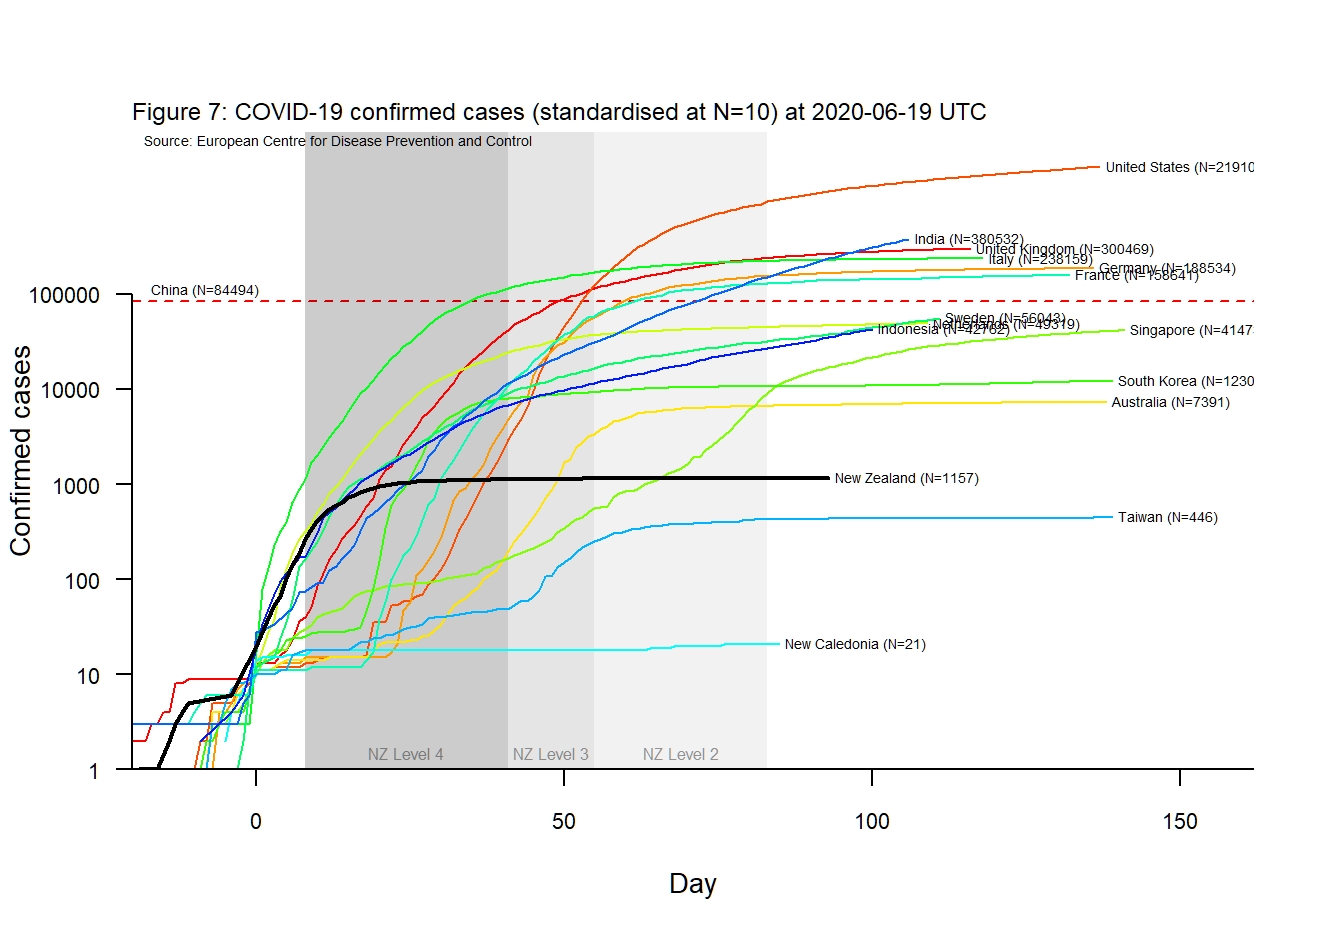 Figure 7: COVID-19 confirmed cases (standardised at N=10) at 2020-06-19 UTC
Source: European Centre for Disease Prevention and Control
United States (N=21910
India (N=380532)
United Kingdom (N=300469)
Italy (N=238159)
Germany (N=188534)
France (N=158641)
China (N=84494)
100000
Sweden (N=56043)
Netherlands (N=49319)
Indonesia (N=42762)
Singapore (N=4147
10000
South Korea (N=1230
Australia (N=7391)
1000
New Zealand (N=1157)
Taiwan (N=446)
100
New Caledonia (N=21)
10
NZ Level 4
NZ Level 3
NZ Level 2
1
0
50
100
150
Day
Confirmed cases